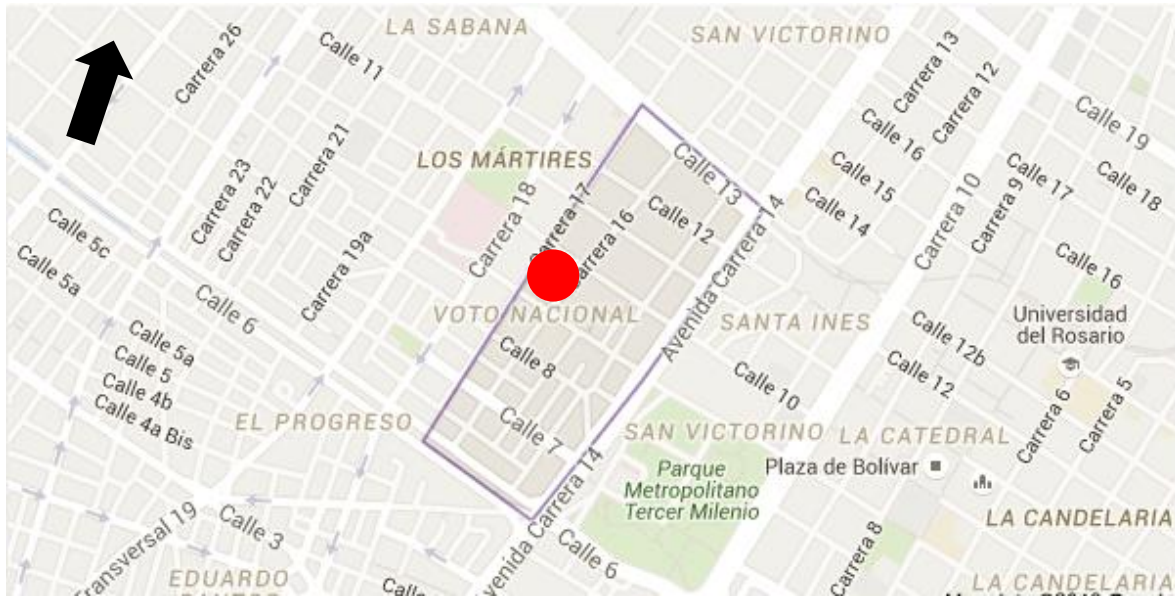 LA SABANA
SAN VICTORINO
Carrera 26
Calle 11
Carrera 13
Carrera 12
Calle 19
Calle 16
Carrera 21
LOS MÁRTIRES
Calle 13
Calle 15
Calle 17
Calle 18
Carrera 23
Carrera 22
Carrera 18
Carrera 17
Carrera 16
Calle 12
Calle 14
Carrera 10
Carrera 9
Calle 5c
Calle 5a
Carrera 19a
Avenida Carrera 14
Calle 16
Calle 6
VOTO NACIONAL
SANTA INES
Universidad
del Rosario
Calle 5a
Calle 5
Calle 4b
Calle 4a Bis
Calle 8
Calle 10
Calle 12b
Calle 12
Carrera 6
Carrera 5
EL PROGRESO
Calle 7
SAN VICTORINO
LA CATEDRAL
Parque
Metropolitano
Tercer Milenio
Plaza de Bolívar
Transversal 19
Calle 3
Avenida Carrera 14
Calle 6
Carrera 8
LA CANDELARIA
EDUARDO
LA CANDELARIA
Calle